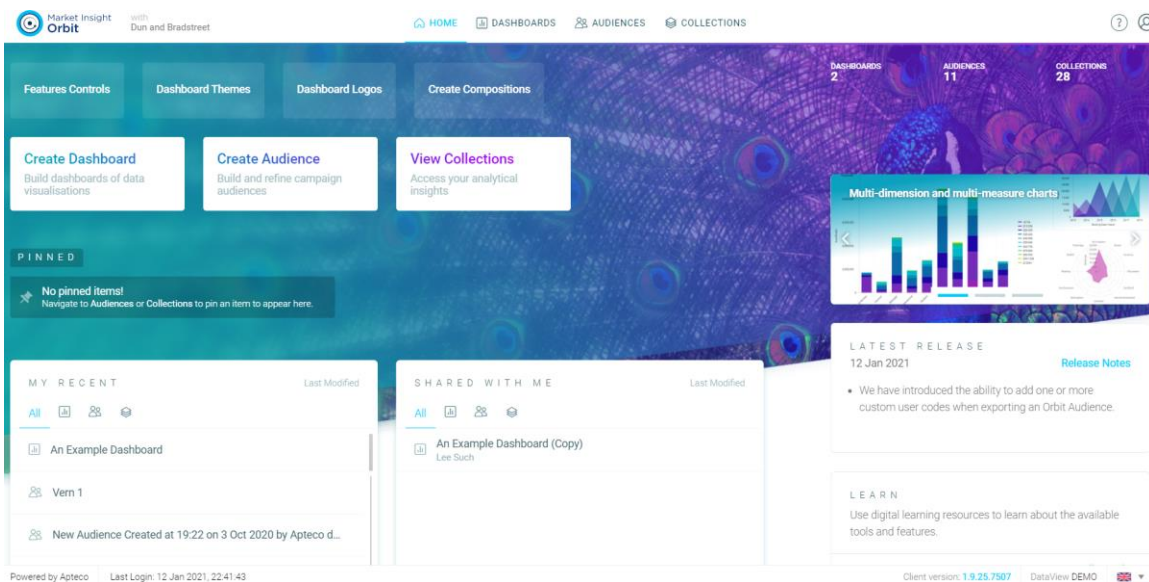 Market Insight
Orbit
with
Dun and Bradstreet
HOME
DASHBOARDS
AUDIENCES
COLLECTIONS
?
Features Controls
Dashboard Themes
Dashboard Logos
Create Compositions
DASHBOARDS
2
AUDIENCES
11
COLLECTIONS
28
Create Dashboard
Build dashboards of data
visualisations
Create Audience
Build and refine campaign
audiences
View Collections
Access your analytical
insights
Multi-dimension and multi-measure charts
PINNED
No pinned items!
Navigate to Audiences or Collections to pin an item to appear here.
MY RECENT
Last Modified
All
An Example Dashboard
Vern 1
New Audience Created at 19:22 on 3 Oct 2020 by Apteco d...
SHARED WITH ME
Last Modified
All
An Example Dashboard (Copy)
Lee Such
LATEST RELEASE
12 Jan 2021
Release Notes
• We have introduced the ability to add one or more
custom user codes when exporting an Orbit Audience.
LEARN
Use digital learning resources to learn about the available
tools and features.
Powered by Apteco
Last Login: 12 Jan 2021, 22:41:43
Client version: 1.9.25.7507
DataView DEMO